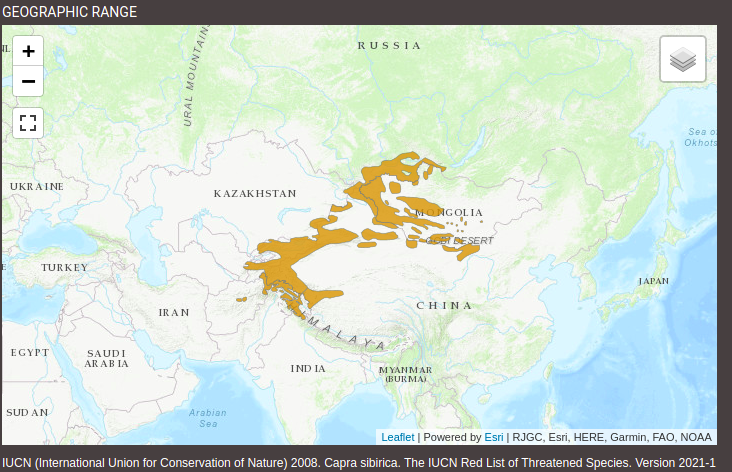 GEOGRAPHIC RANGE
+
−
RUSSIA
URAL MOUNTAINS
Sea of
Okhots
UKRAINE
KAZAKHSTAN
MONGOLIA
GOBI DESERT
TURKEY
JAPAN
CHINA
IRAN
MALAYA
EGYPT
SAUDI
ARABIA
INDIA
MYANMAR
(BURMA)
Arabian
Sea
SUDAN
Leaflet | Powered by Esri | RJGC, Esri, HERE, Garmin, FAO, NOAA
IUCN (International Union for Conservation of Nature) 2008. Capra sibirica. The IUCN Red List of Threatened Species. Version 2021-1